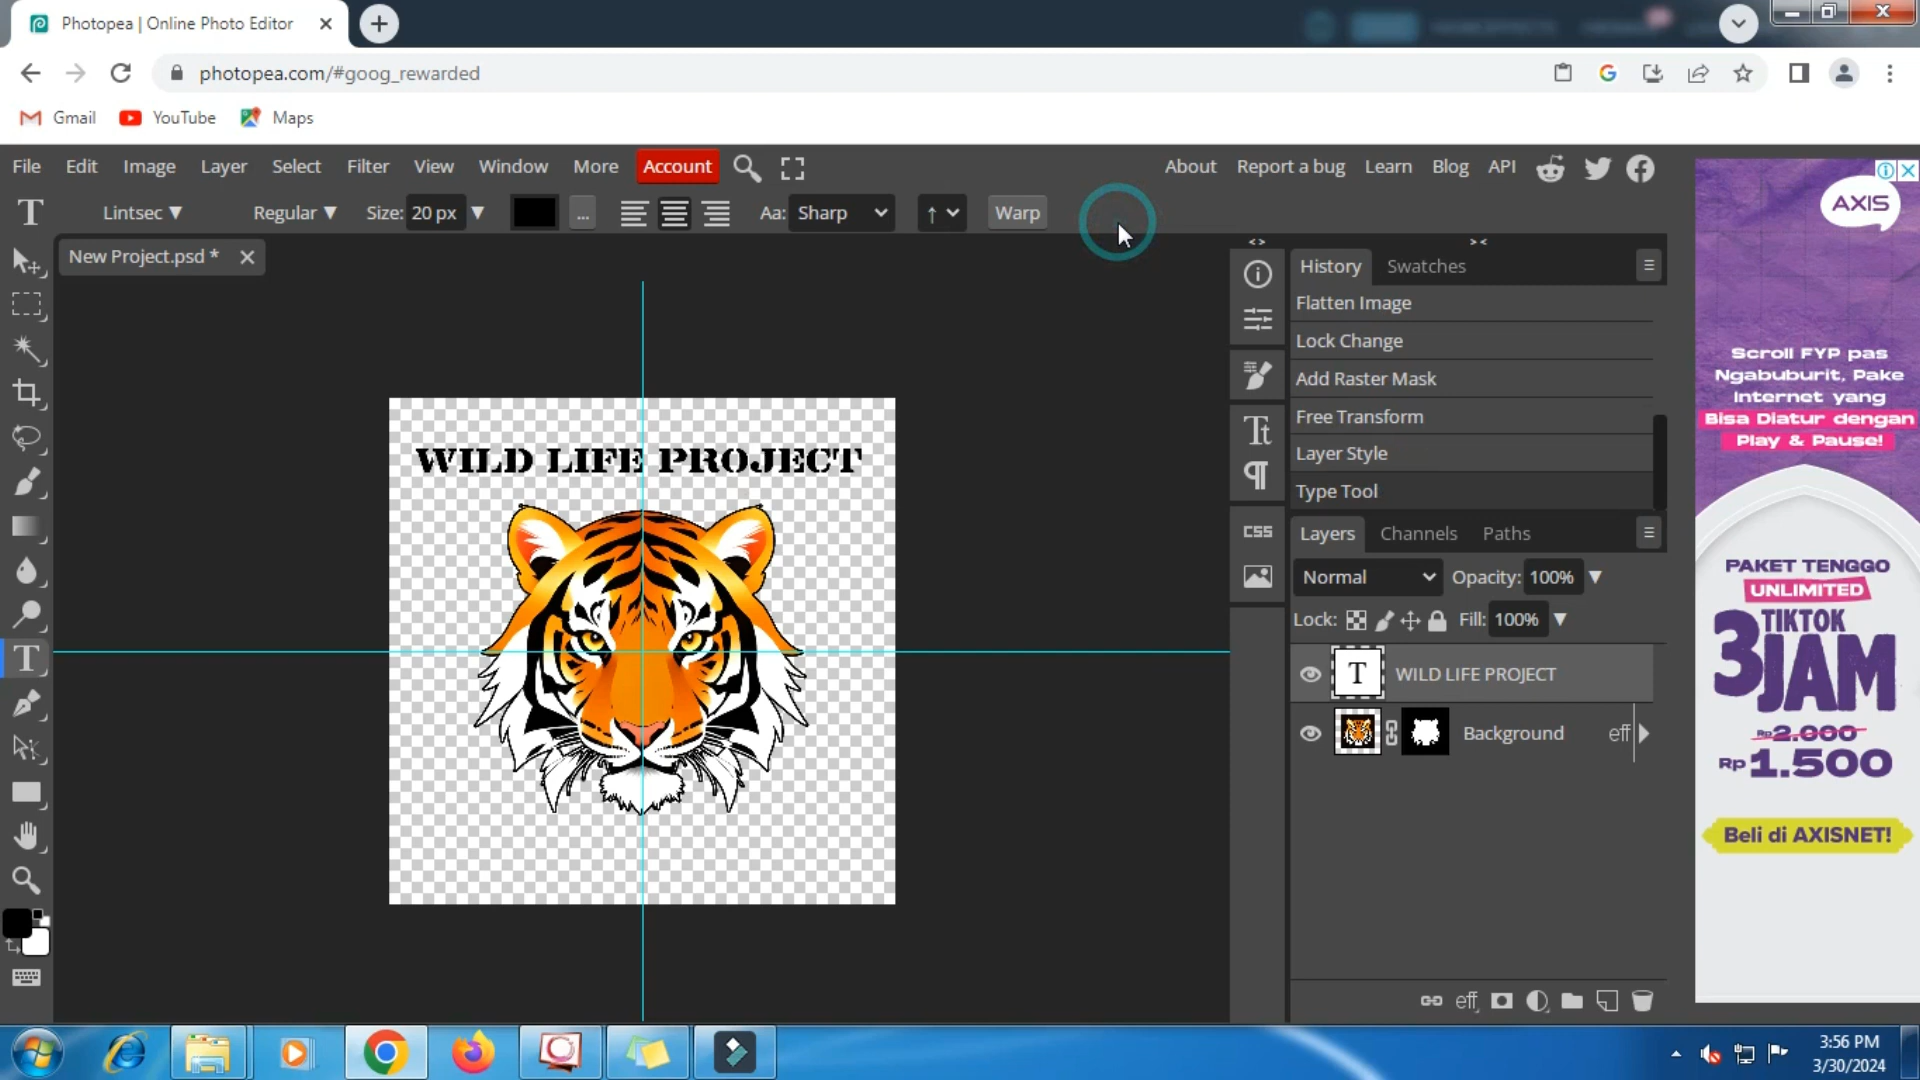 Photopea | Online Photo Editor
photopea.com/#goog_rewarded
Gmail YouTube Maps
File Edit Image Layer Select Filter View Window More Account About Report a bug Learn Blog API
T Lintsec ▼ Regular ▼ Size: 20 px ▼ ... Aa: Sharp ↑ Warp
New Project.psd *
WILD LIFE PROJECT
< >
> <
History Swatches
Flatten Image
Lock Change
Add Raster Mask
Free Transform
Layer Style
Type Tool
CSS
Layers Channels Paths
Normal Opacity: 100% ▼
Lock: Fill: 100% ▼
T WILD LIFE PROJECT
Background eff
eff
AXIS
Scroll FYP pas
Ngabuburit, Pake
Internet yang
Bisa Diatur dengan
Play & Pause!
PAKET TENGGO
UNLIMITED
TIKTOK
3JAM
Rp2.000
Rp1.500
Beli di AXISNET!
3:56 PM
3/30/2024